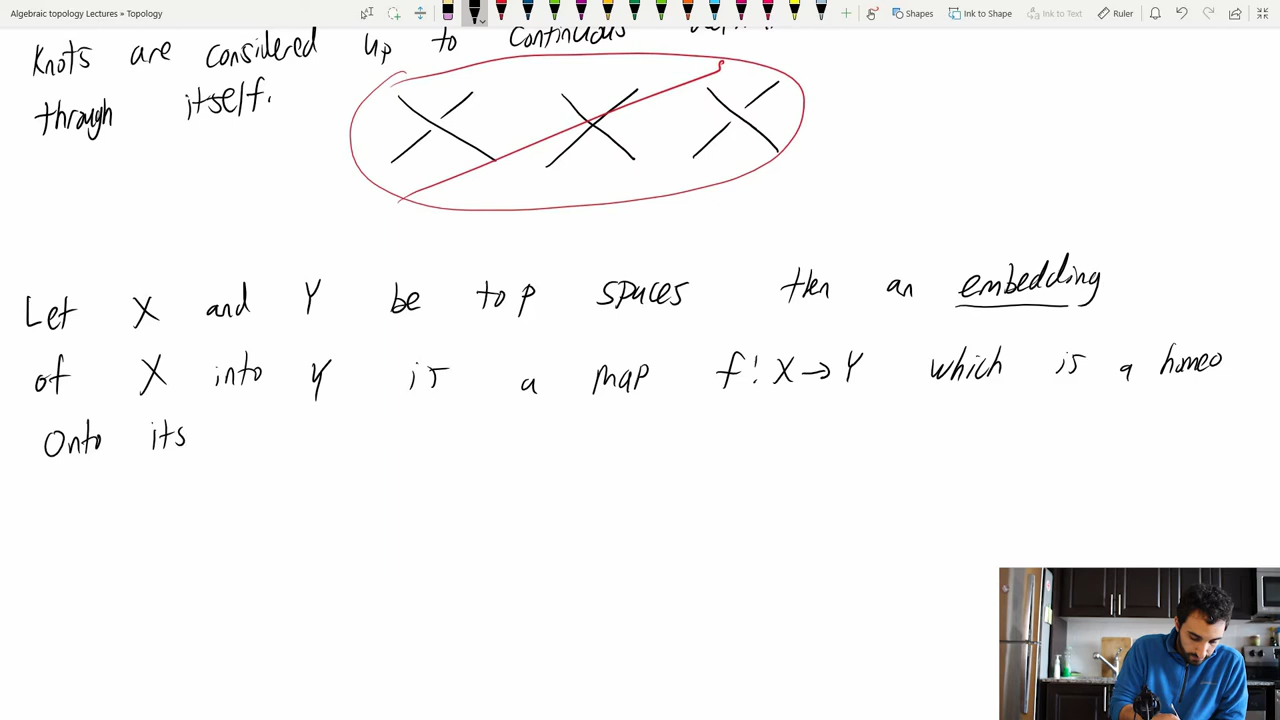 Algebraic topology Lectures » Topology
Shapes
Ink to Shape
Ink to Text
Ruler
Knots are considered up to Continuous
through itself.
Let X and Y be top spaces then an embedding
of X into Y is a map f: X → Y which is a homeo
Onto its